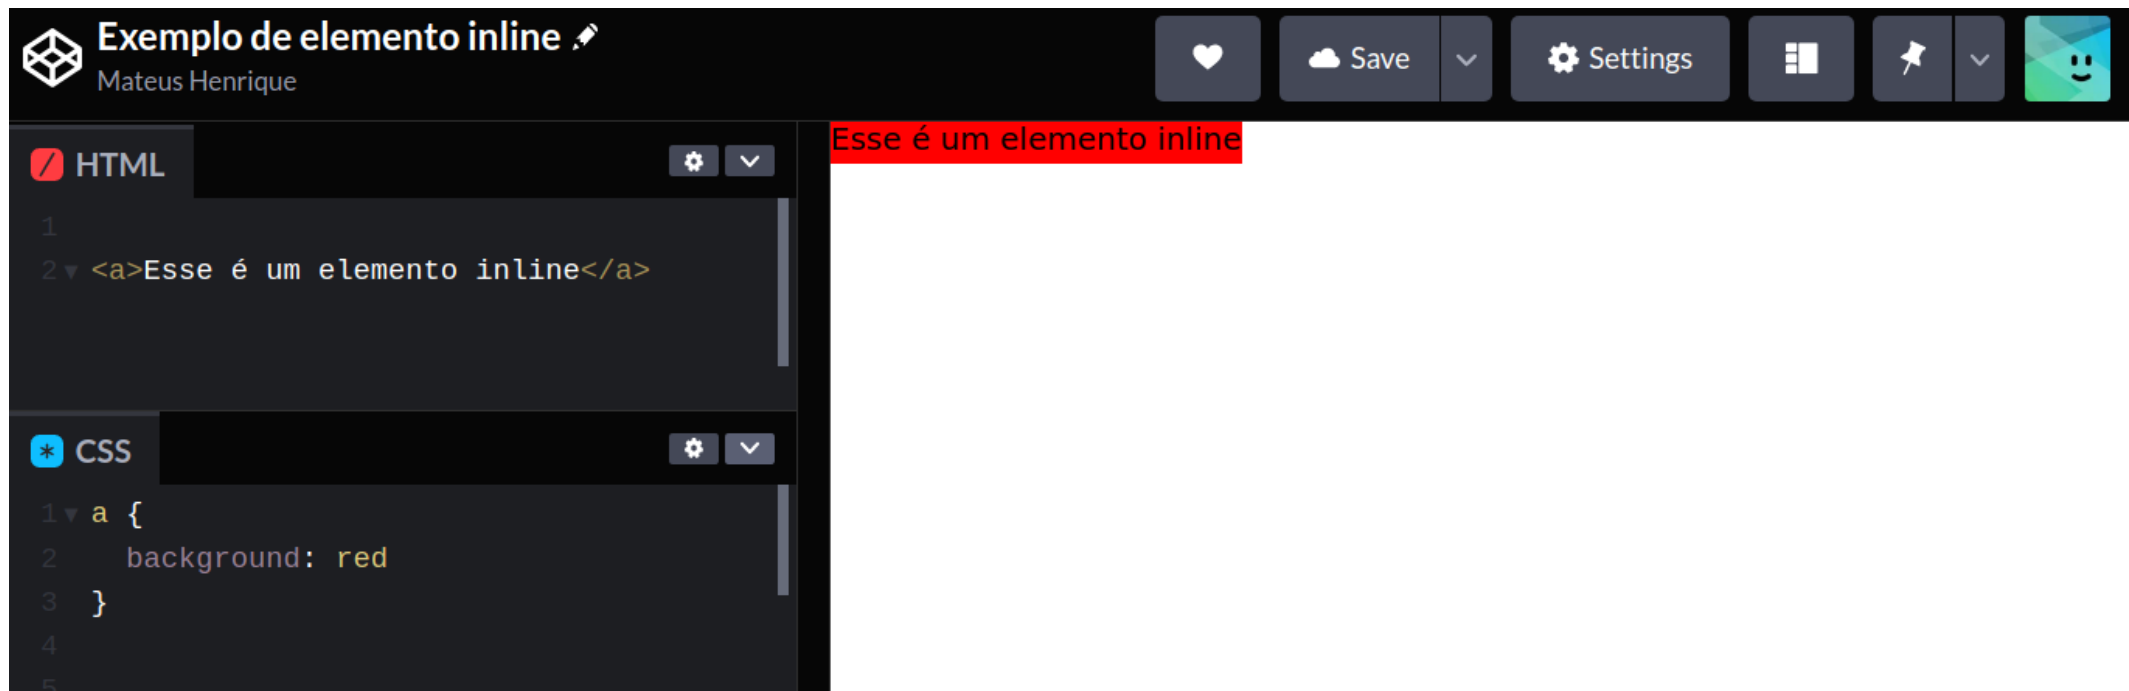 Exemplo de elemento inline
Mateus Henrique
Save
Settings
HTML
1
2 <a>Esse é um elemento inline</a>
CSS
1 a {
2 background: red
3 }
4
5
Esse é um elemento inline